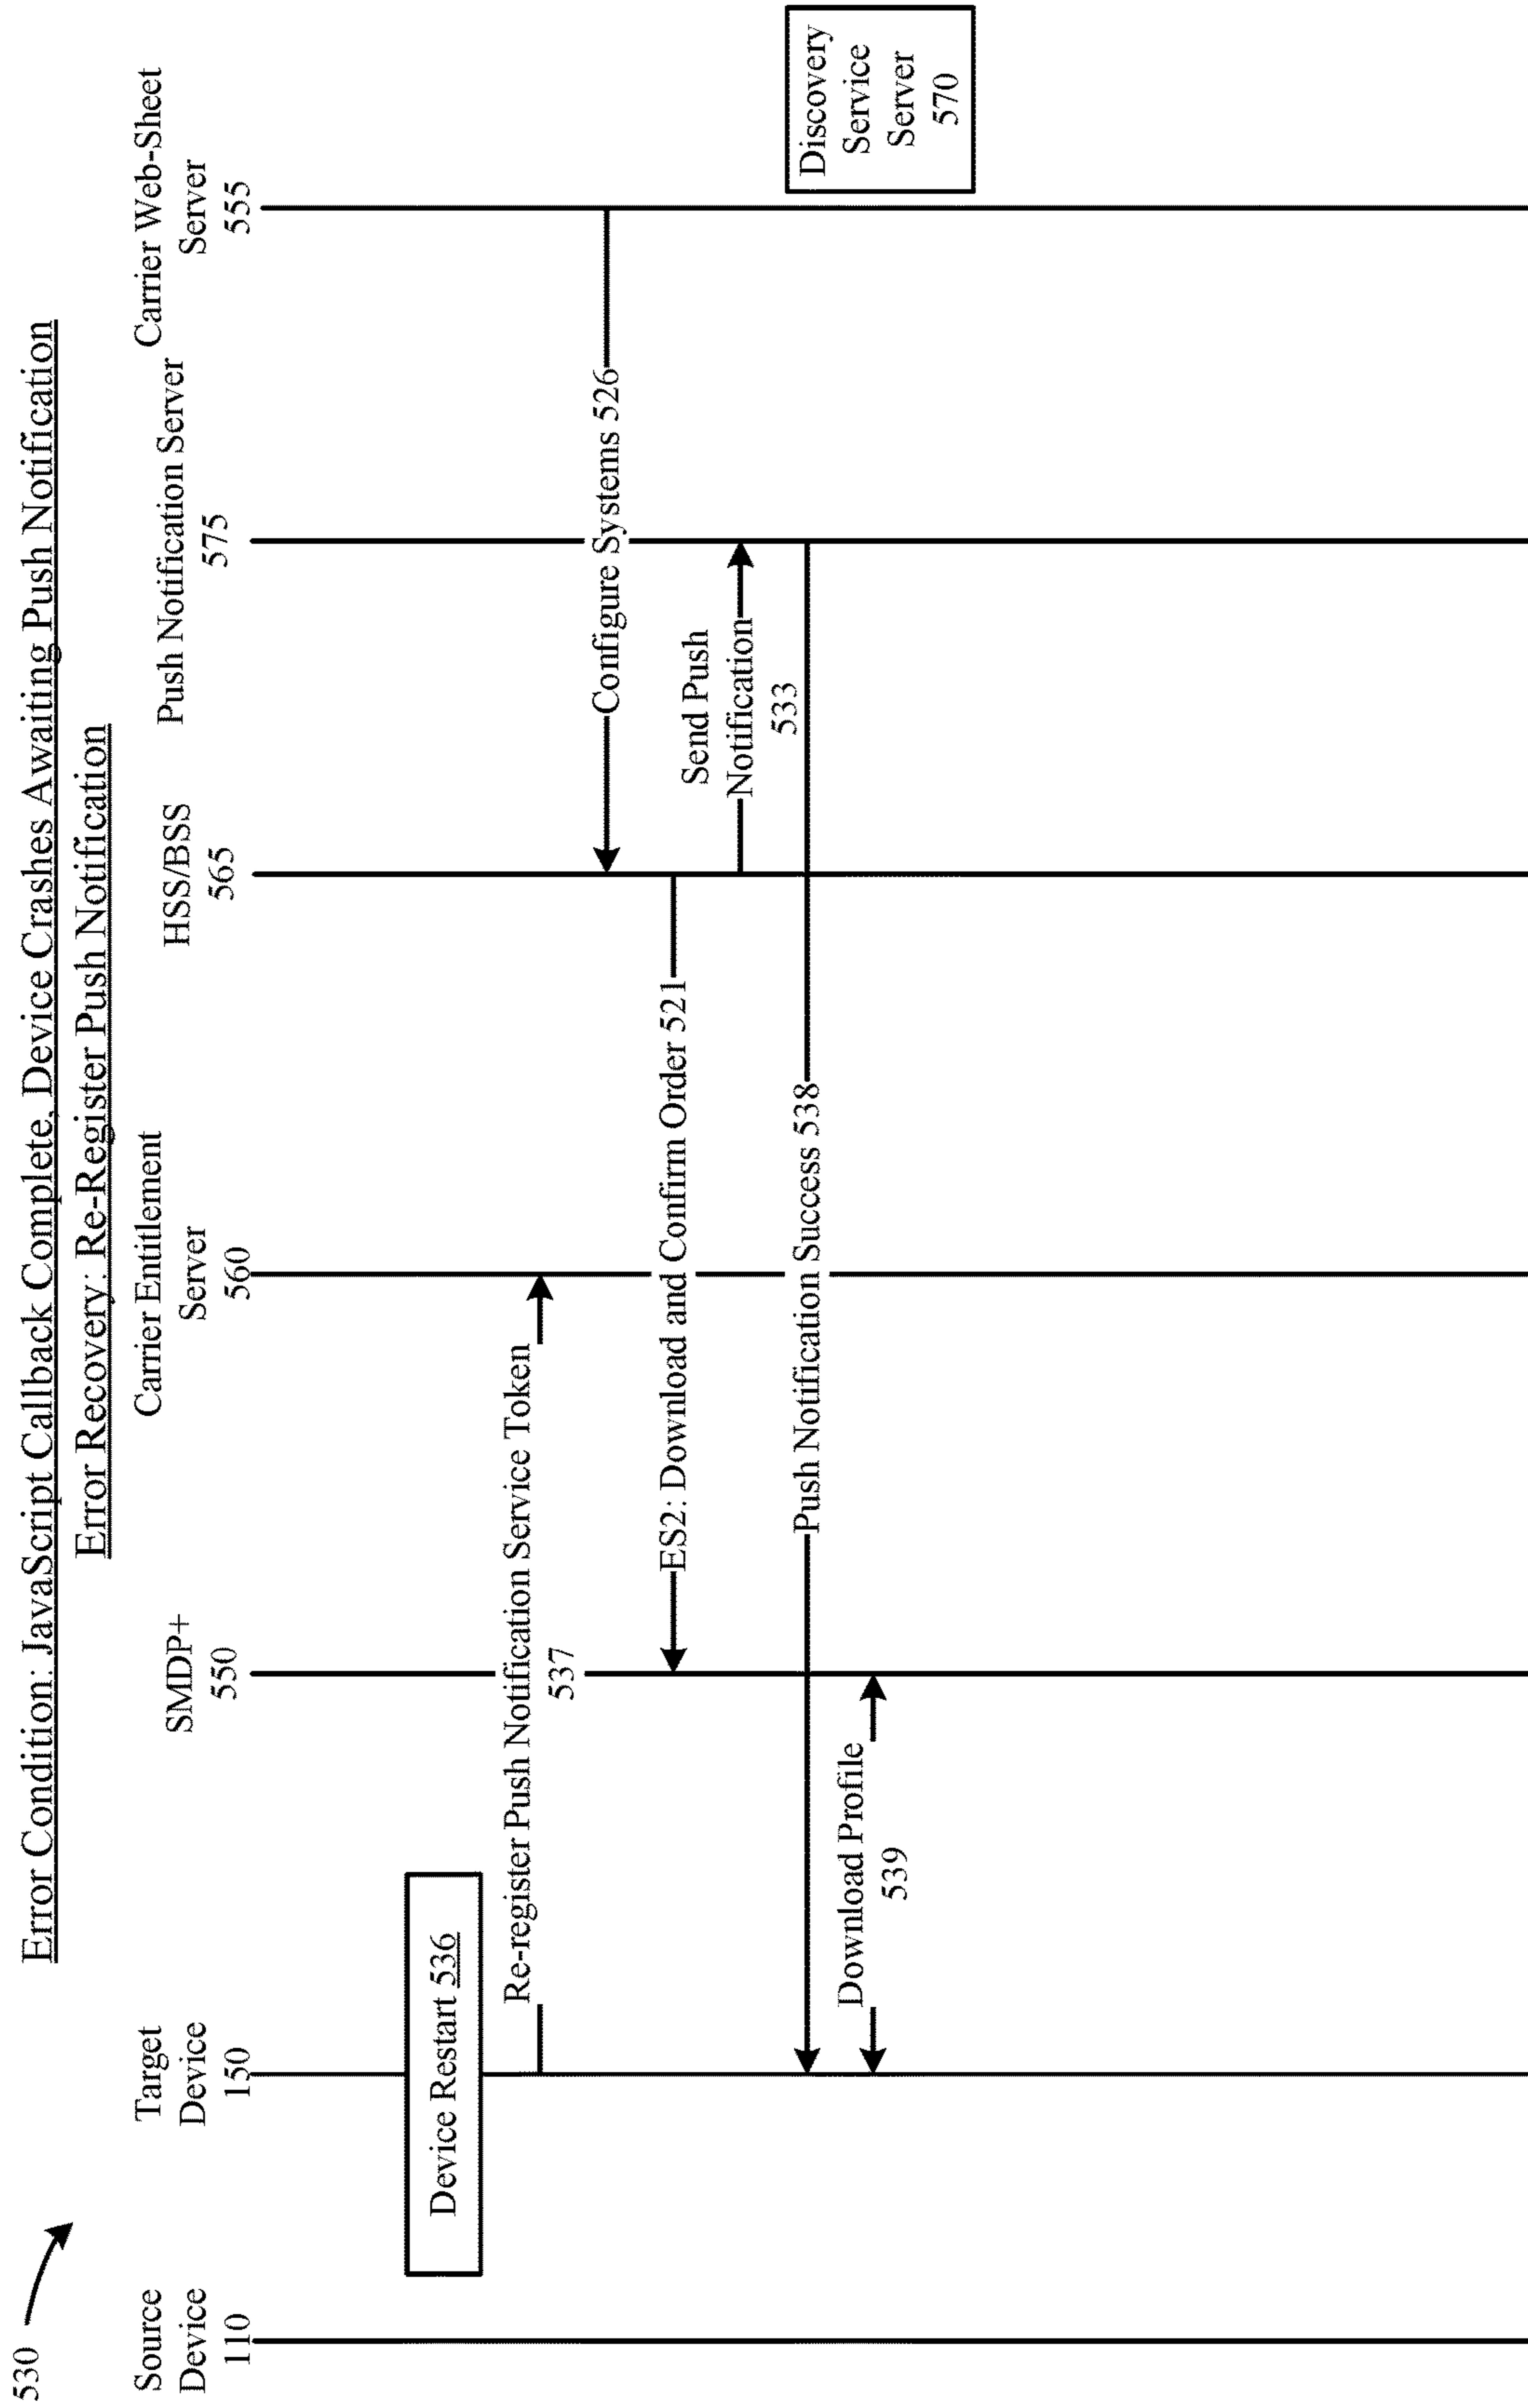 530
Error Condition: JavaScript Callback Complete, Device Crashes Awaiting Push Notification
Error Recovery: Re-Register Push Notification
Source
Device
110
Target
Device
150
SMDP+
550
Carrier Entitlement
Server
560
HSS/BSS
565
Push Notification Server
575
Carrier Web-Sheet
Server
555
Device Restart 536
Re-register Push Notification Service Token
537
Configure Systems 526
ES2: Download and Confirm Order 521
Send Push
Notification
533
Push Notification Success 538
Download Profile
539
Discovery
Service
Server
570